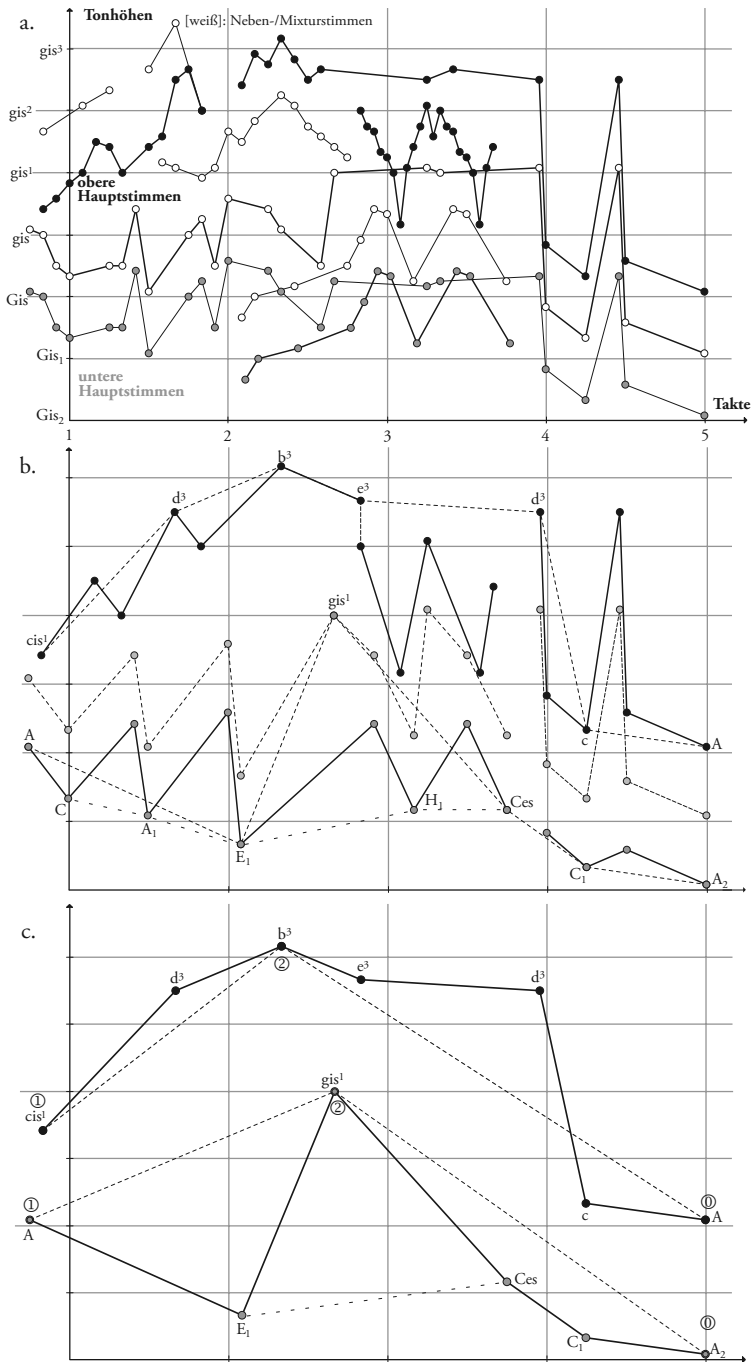 a.
Tonhöhen
[weiß]: Neben-/Mixturstimmen
gis³
gis²
gis¹
obere
Hauptstimmen
gis
Gis
Gis₁
untere
Hauptstimmen
Gis₂
Takte
1 2 3 4 5
b.
b³
d³
e³
d³
gis¹
cis¹
A
c
A
C
A₁
H₁
Ces
E₁
C₁
A₂
c.
b³
②
d³
e³
d³
gis¹
②
①
cis¹
①
A
c
⓪
A
Ces
E₁
C₁
⓪
A₂